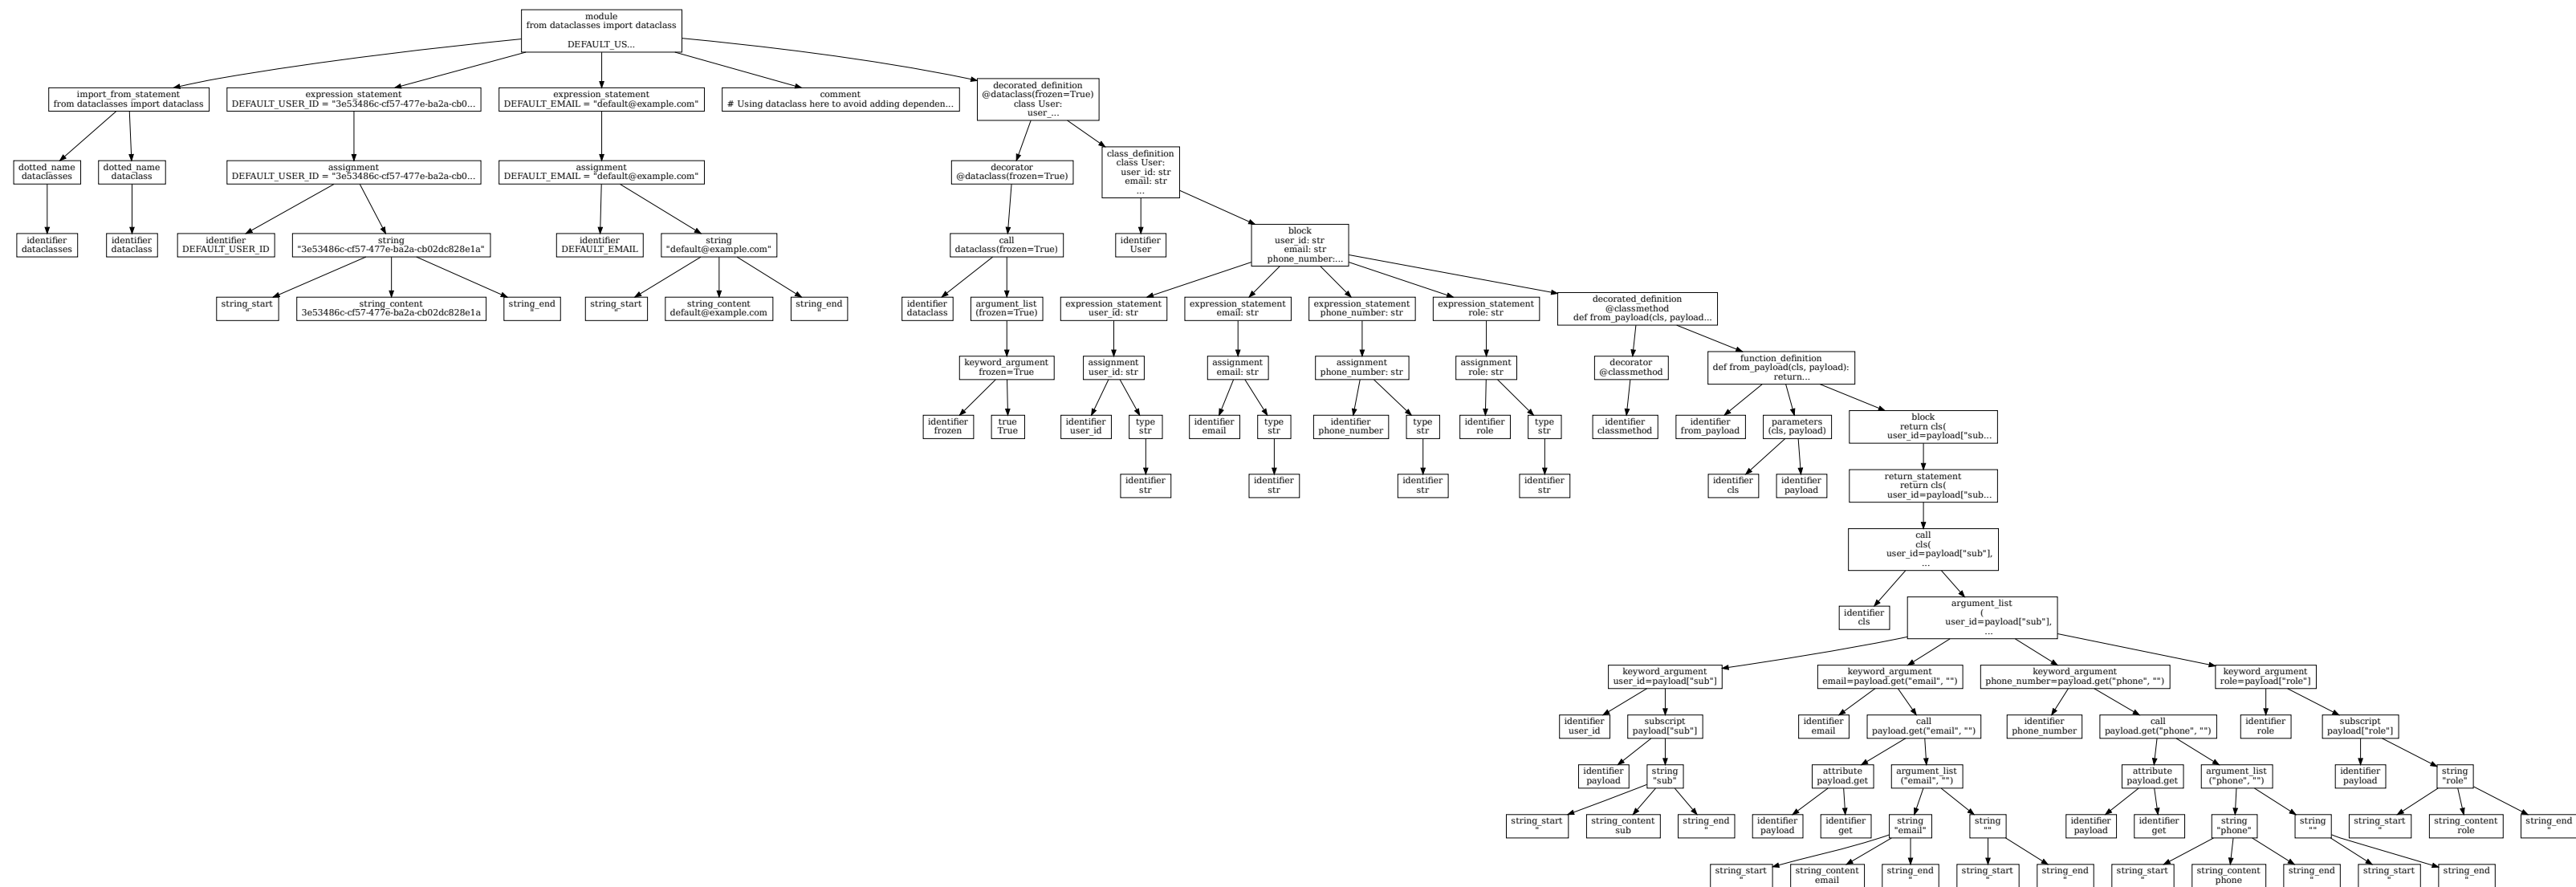 module
from dataclasses import dataclass
DEFAULT_US...
import_from_statement
from dataclasses import dataclass
expression_statement
DEFAULT_USER_ID = "3e53486c-cf57-477e-ba2a-cb0...
expression_statement
DEFAULT_EMAIL = "default@example.com"
comment
# Using dataclass here to avoid adding dependen...
decorated_definition
@dataclass(frozen=True)
class User:
user_...
dotted_name
dataclasses
dotted_name
dataclass
assignment
DEFAULT_USER_ID = "3e53486c-cf57-477e-ba2a-cb0...
assignment
DEFAULT_EMAIL = "default@example.com"
decorator
@dataclass(frozen=True)
class_definition
class User:
user_id: str
email: str
...
identifier
dataclasses
identifier
dataclass
identifier
DEFAULT_USER_ID
string
"3e53486c-cf57-477e-ba2a-cb02dc828e1a"
identifier
DEFAULT_EMAIL
string
"default@example.com"
call
dataclass(frozen=True)
identifier
User
block
user_id: str
email: str
phone_number:...
string_start
"
string_content
3e53486c-cf57-477e-ba2a-cb02dc828e1a
string_end
"
string_start
"
string_content
default@example.com
string_end
"
identifier
dataclass
argument_list
(frozen=True)
expression_statement
user_id: str
expression_statement
email: str
expression_statement
phone_number: str
expression_statement
role: str
decorated_definition
@classmethod
def from_payload(cls, payload...
keyword_argument
frozen=True
assignment
user_id: str
assignment
email: str
assignment
phone_number: str
assignment
role: str
decorator
@classmethod
function_definition
def from_payload(cls, payload):
return...
identifier
frozen
true
True
identifier
user_id
type
str
identifier
email
type
str
identifier
phone_number
type
str
identifier
role
type
str
identifier
classmethod
identifier
from_payload
parameters
(cls, payload)
block
return cls(
user_id=payload["sub...
identifier
str
identifier
str
identifier
str
identifier
str
identifier
cls
identifier
payload
return_statement
return cls(
user_id=payload["sub...
call
cls(
user_id=payload["sub"],
...
identifier
cls
argument_list
(
user_id=payload["sub"],
...
keyword_argument
user_id=payload["sub"]
keyword_argument
email=payload.get("email", "")
keyword_argument
phone_number=payload.get("phone", "")
keyword_argument
role=payload["role"]
identifier
user_id
subscript
payload["sub"]
identifier
email
call
payload.get("email", "")
identifier
phone_number
call
payload.get("phone", "")
identifier
role
subscript
payload["role"]
identifier
payload
string
"sub"
attribute
payload.get
argument_list
("email", "")
attribute
payload.get
argument_list
("phone", "")
identifier
payload
string
"role"
string_start
"
string_content
sub
string_end
"
identifier
payload
identifier
get
string
"email"
string
""
identifier
payload
identifier
get
string
"phone"
string
""
string_start
"
string_content
role
string_end
"
string_start
"
string_content
email
string_end
"
string_start
"
string_end
"
string_start
"
string_content
phone
string_end
"
string_start
"
string_end
"